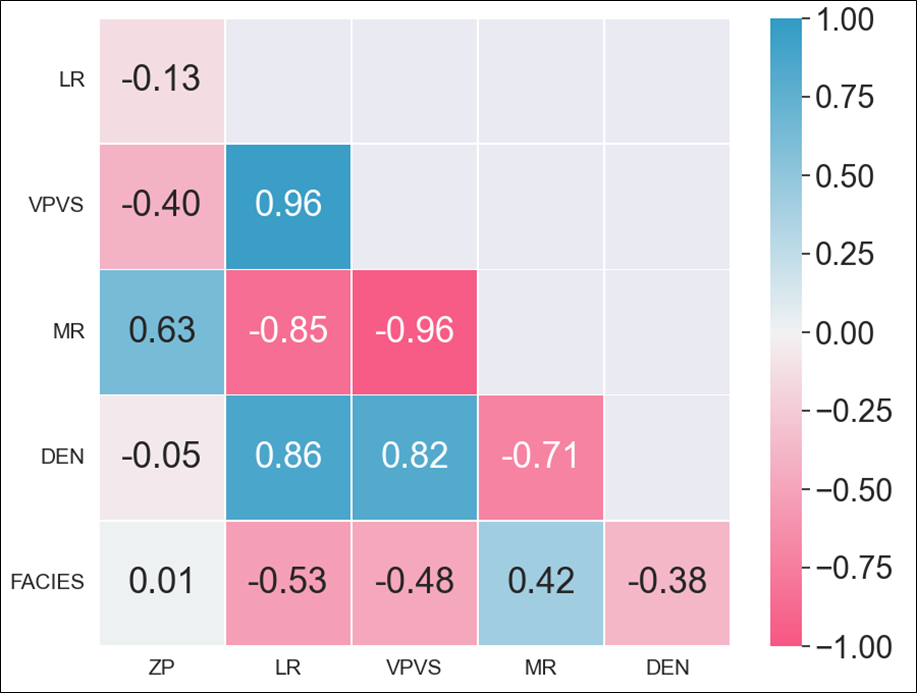 LR -0.13
VPVS -0.40 0.96
MR 0.63 -0.85 -0.96
DEN -0.05 0.86 0.82 -0.71
FACIES 0.01 -0.53 -0.48 0.42 -0.38
ZP LR VPVS MR DEN
1.00
0.75
0.50
0.25
0.00
−0.25
−0.50
−0.75
−1.00